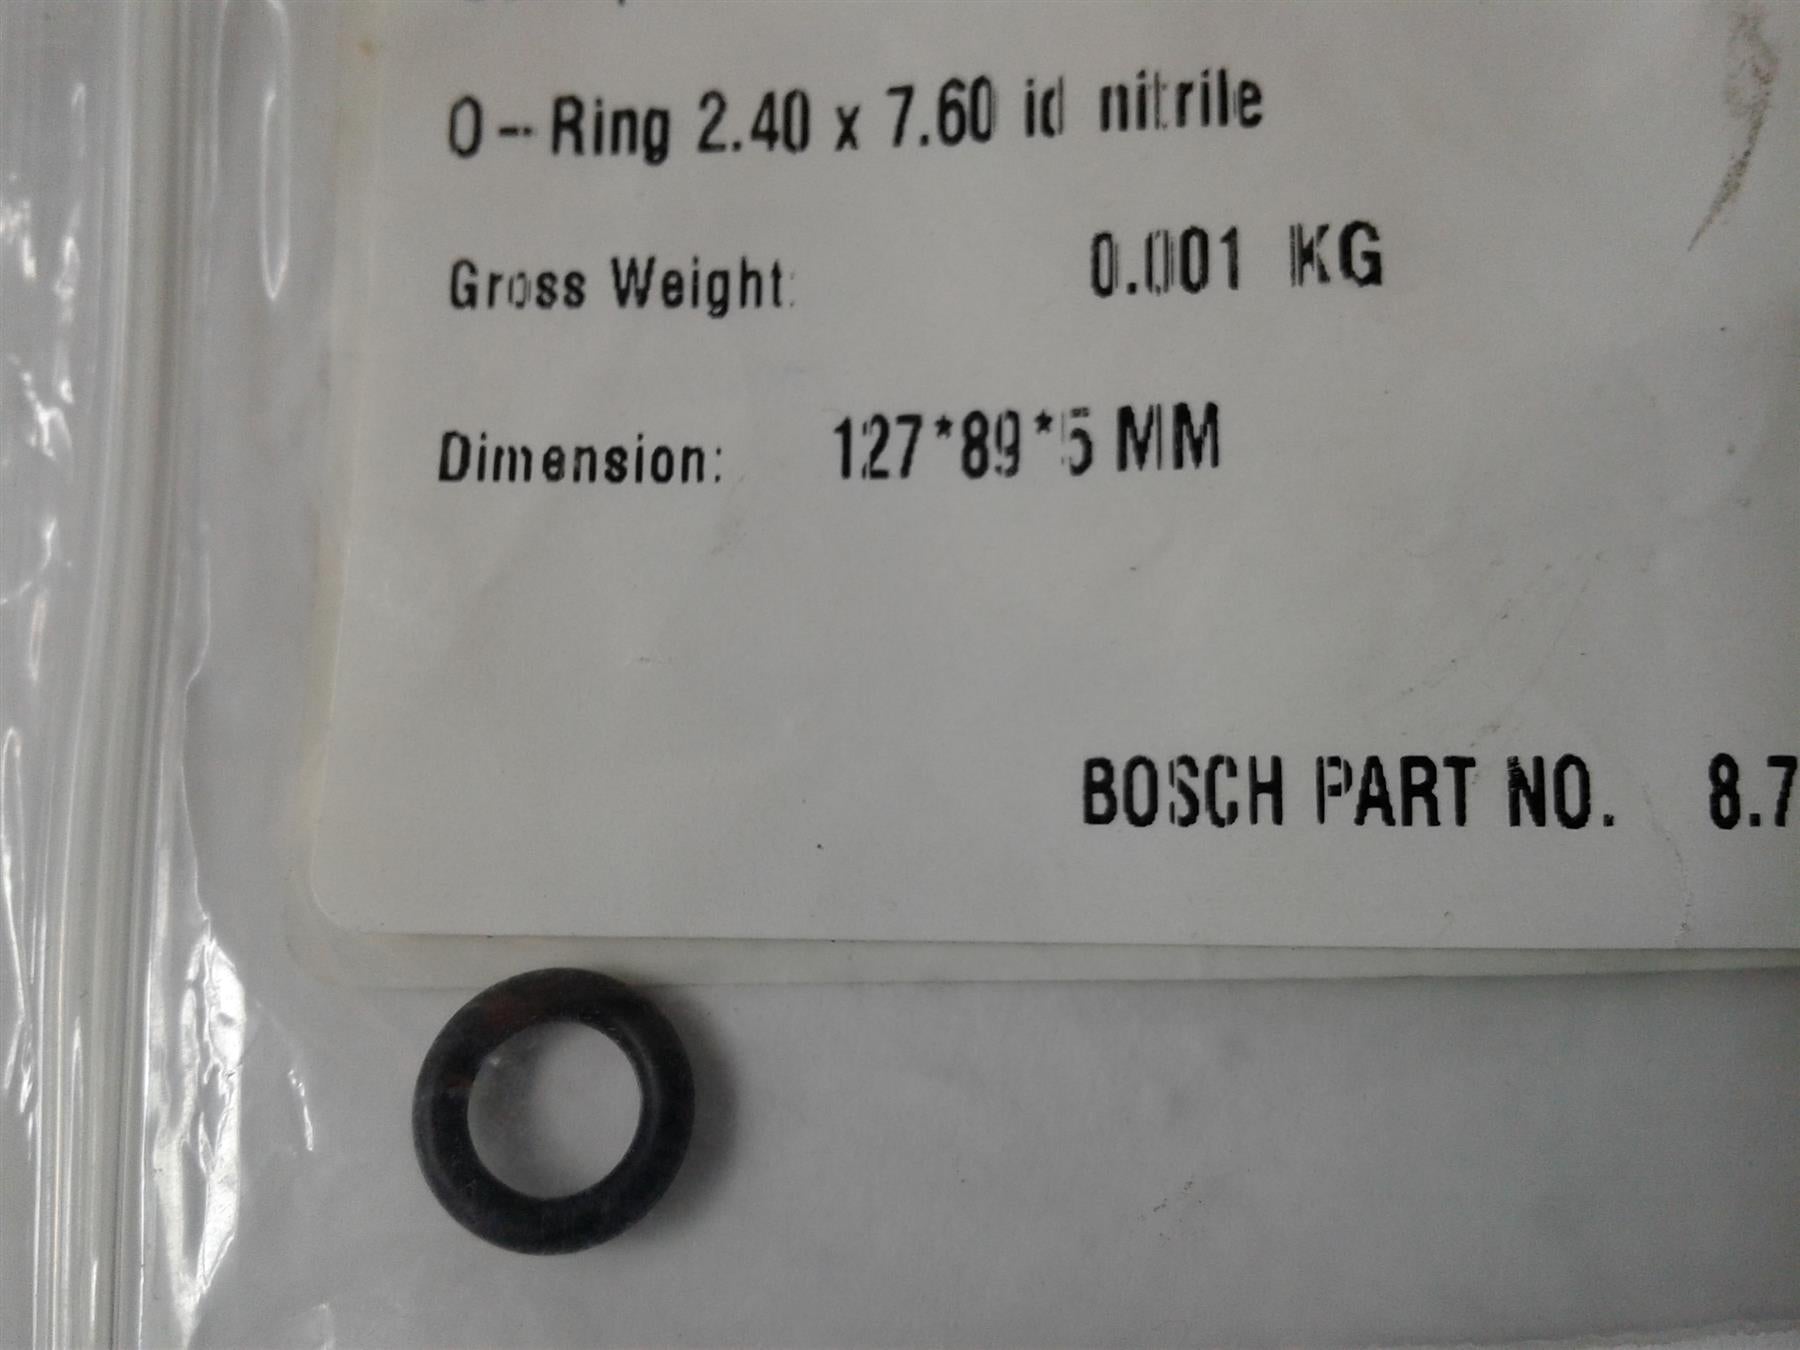 O-Ring 2.40 x 7.60 id nitrile
Gross Weight: 0.001 KG
Dimension: 127*89*5 MM
BOSCH PART NO. 8.7